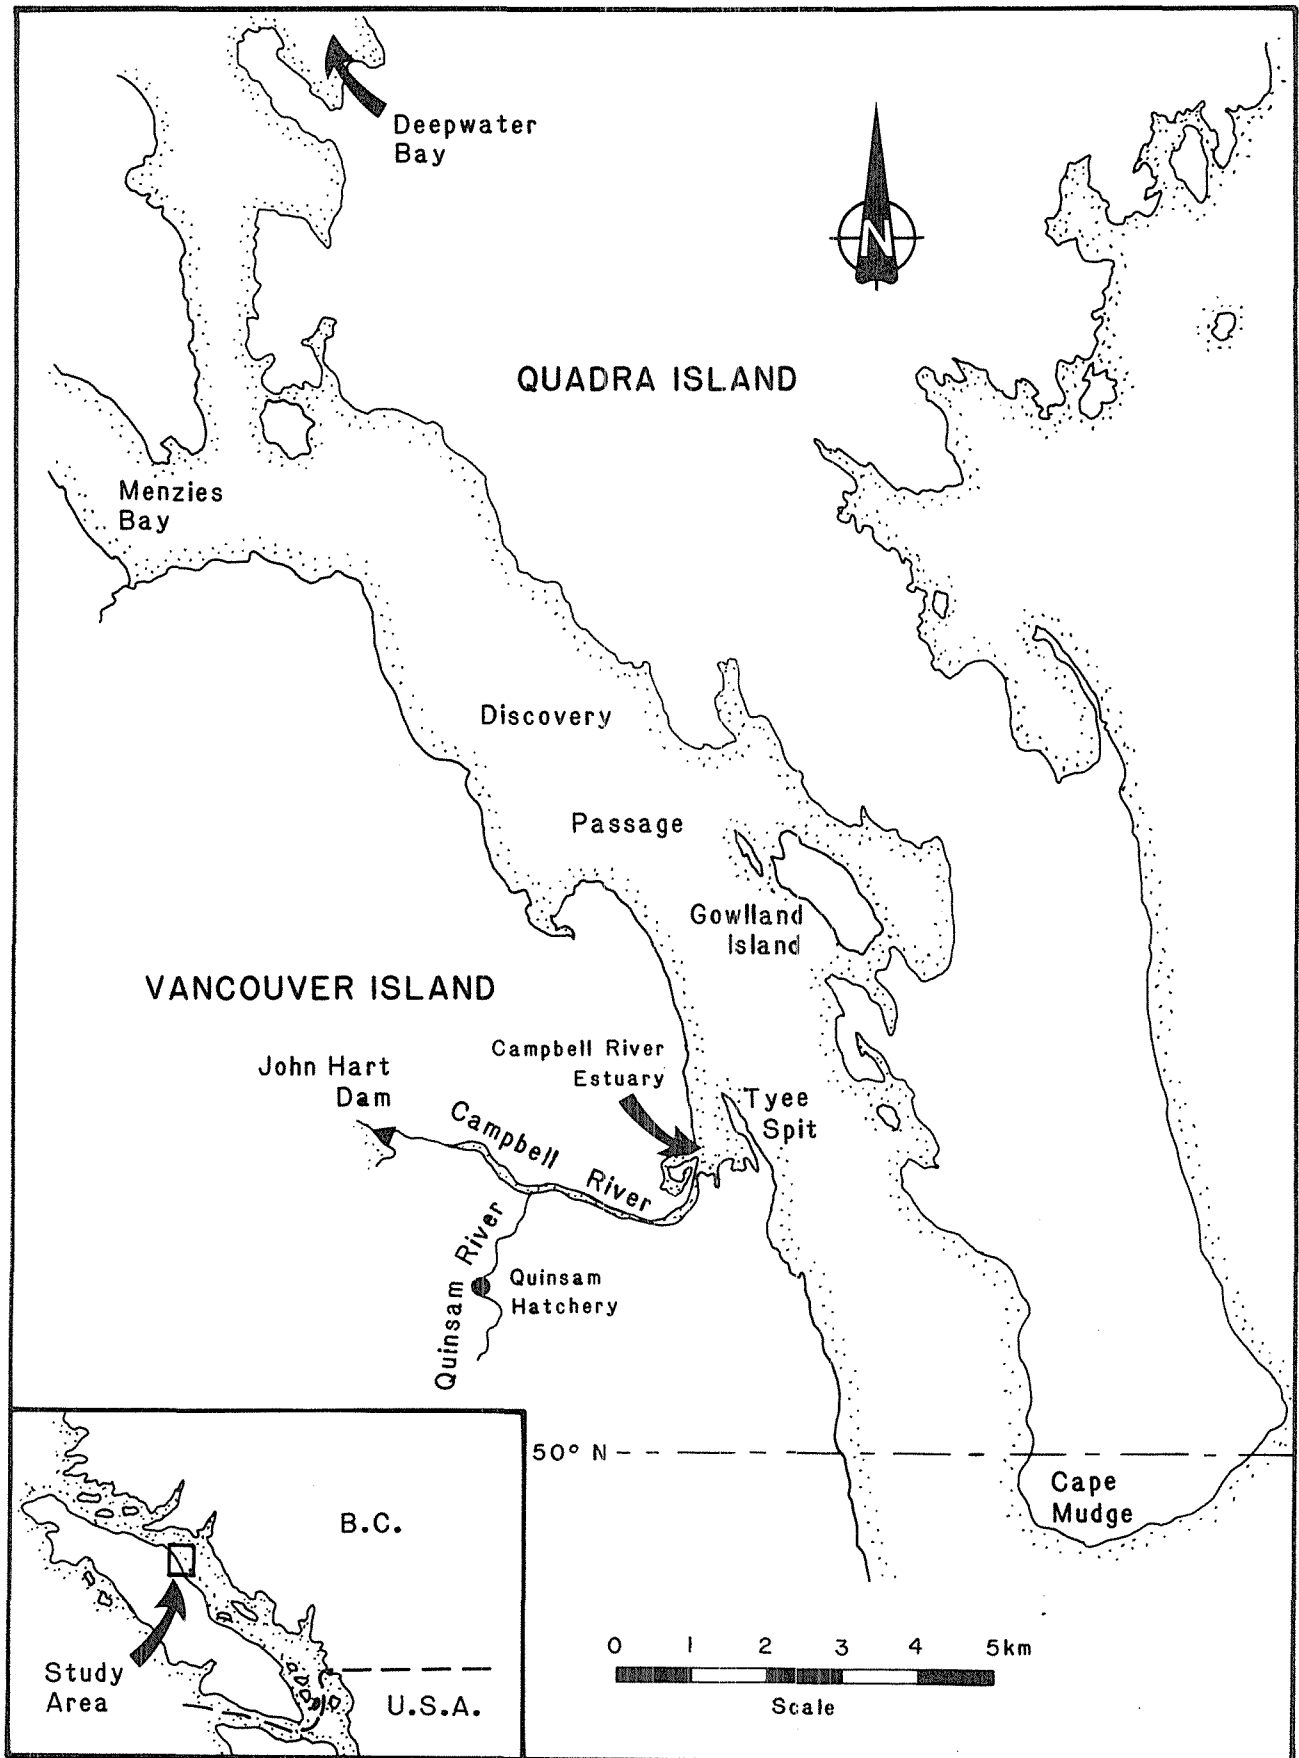 Deepwater
Bay
N
QUADRA ISLAND
Menzies
Bay
Discovery
Passage
Gowlland
Island
VANCOUVER ISLAND
Campbell River
Estuary
John Hart
Dam
Tyee
Spit
Campbell River
Quinsam River
Quinsam
Hatchery
50° N
Cape
Mudge
B.C.
Study
Area
U.S.A.
0 1 2 3 4 5km
Scale